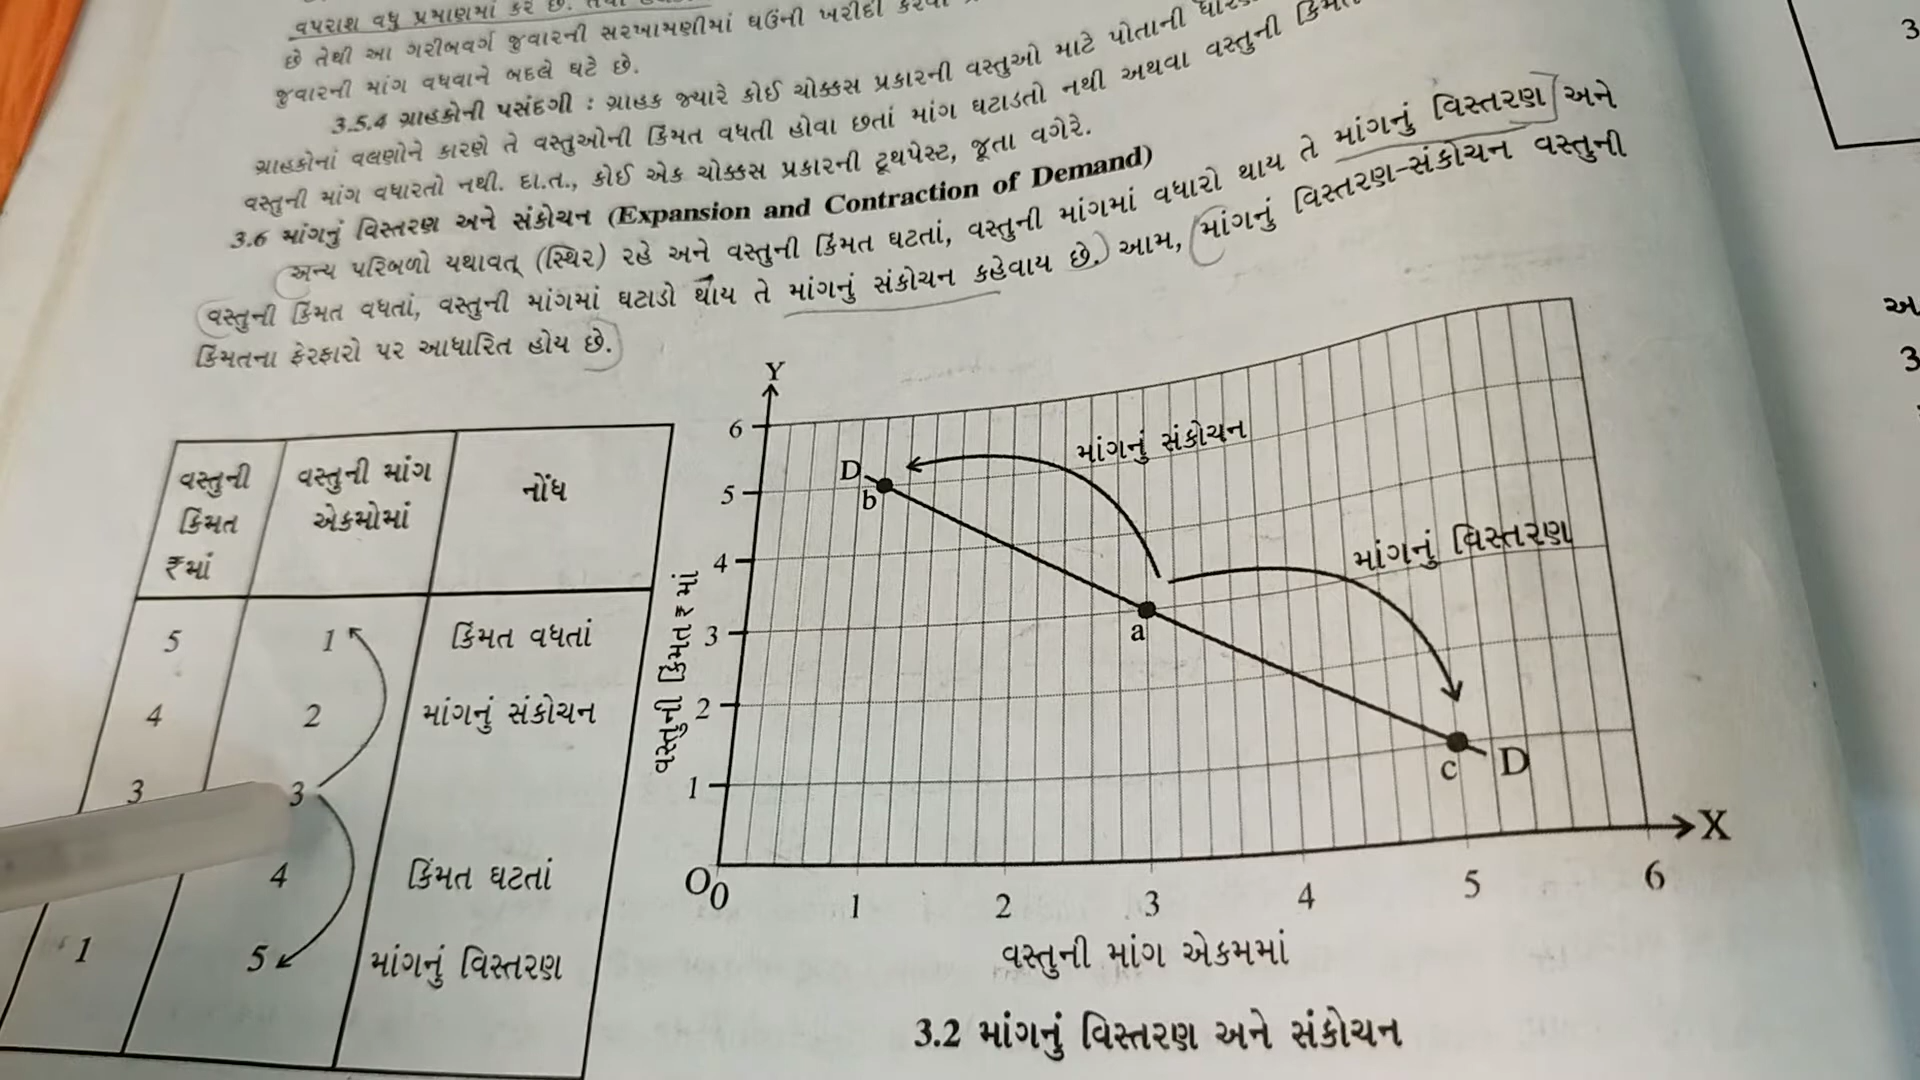 વપરાશ વધુ પ્રમાણમાં કરે છે.
છે તેથી આ ગરીબવર્ગ જુવારની સરખામણીમાં ઘઉંની ખરીદી
જુવારની માંગ વધવાને બદલે ઘટે છે.
3.5.4 ગ્રાહકોની પસંદગી : ગ્રાહક જ્યારે કોઈ ચોક્કસ પ્રકારની વસ્તુઓ માટે પોતાની
ગ્રાહકોનાં વલણોને કારણે તે વસ્તુઓની કિંમત વધતી હોવા છતાં માંગ ઘટાડતો નથી અથવા વસ્તુની
વસ્તુની માંગ વધારતો નથી. દા.ત., કોઈ એક ચોક્કસ પ્રકારની ટૂથપેસ્ટ, જૂતા વગેરે.
3.6 માંગનું વિસ્તરણ અને સંકોચન (Expansion and Contraction of Demand)
અન્ય પરિબળો યથાવત્ (સ્થિર) રહે અને વસ્તુની કિંમત ઘટતાં, વસ્તુની માંગમાં વધારો થાય તે માંગનું વિસ્તરણ અને
વસ્તુની કિંમત વધતાં, વસ્તુની માંગમાં ઘટાડો થાય તે માંગનું સંકોચન કહેવાય છે. આમ, માંગનું વિસ્તરણ-સંકોચન વસ્તુની
કિંમતના ફેરફારો પર આધારિત હોય છે.
વસ્તુની કિંમત ₹માં
વસ્તુની માંગ એકમોમાં
નોંધ
5 1 કિંમત વધતાં
4 2 માંગનું સંકોચન
3 3
4 કિંમત ઘટતાં
1 5 માંગનું વિસ્તરણ
Y
6
5
4
3
2
1
વસ્તુની કિંમત ₹ માં
D
b
માંગનું સંકોચન
a
માંગનું વિસ્તરણ
c D
X
O
0 1 2 3 4 5 6
વસ્તુની માંગ એકમમાં
3.2 માંગનું વિસ્તરણ અને સંકોચન
3
અ
3